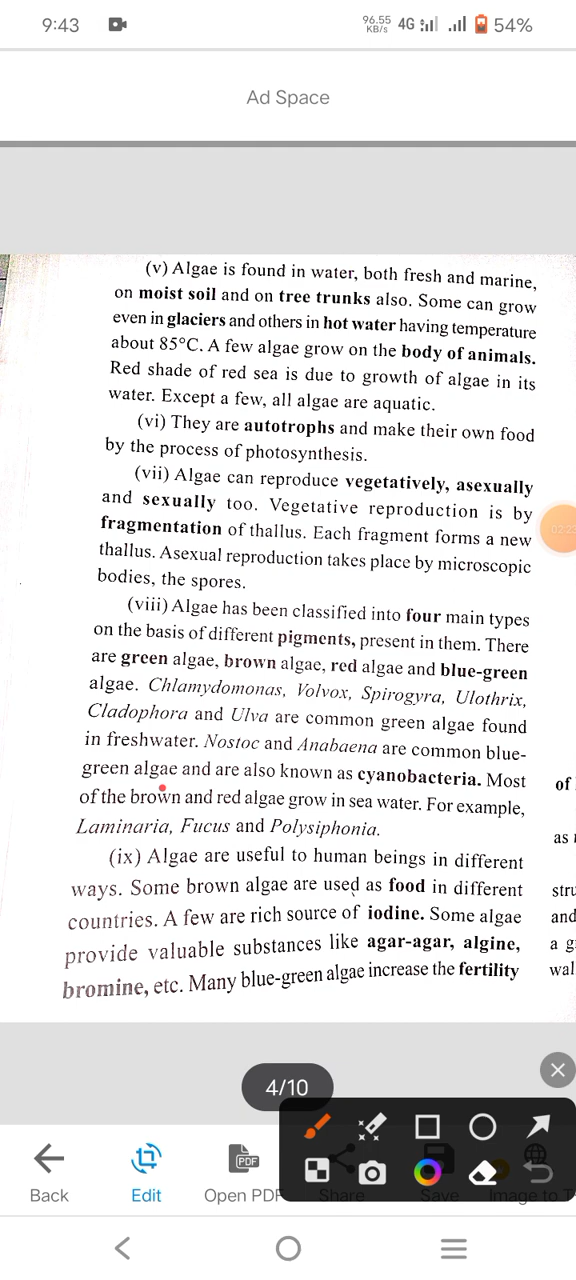 9:43
96.55 KB/s 4G 54%
Ad Space
(v) Algae is found in water, both fresh and marine,
on moist soil and on tree trunks also. Some can grow
even in glaciers and others in hot water having temperature
about 85°C. A few algae grow on the body of animals.
Red shade of red sea is due to growth of algae in its
water. Except a few, all algae are aquatic.
(vi) They are autotrophs and make their own food
by the process of photosynthesis.
(vii) Algae can reproduce vegetatively, asexually
and sexually too. Vegetative reproduction is by
fragmentation of thallus. Each fragment forms a new
thallus. Asexual reproduction takes place by microscopic
bodies, the spores.
(viii) Algae has been classified into four main types
on the basis of different pigments, present in them. There
are green algae, brown algae, red algae and blue-green
algae. Chlamydomonas, Volvox, Spirogyra, Ulothrix,
Cladophora and Ulva are common green algae found
in freshwater. Nostoc and Anabaena are common blue-
green algae and are also known as cyanobacteria. Most
of the brown and red algae grow in sea water. For example,
Laminaria, Fucus and Polysiphonia.
(ix) Algae are useful to human beings in different
ways. Some brown algae are used as food in different
countries. A few are rich source of iodine. Some algae
provide valuable substances like agar-agar, algine,
bromine, etc. Many blue-green algae increase the fertility
of
as
stru
and
a
wal
4/10
Back Edit Open PDF Share Save Image to